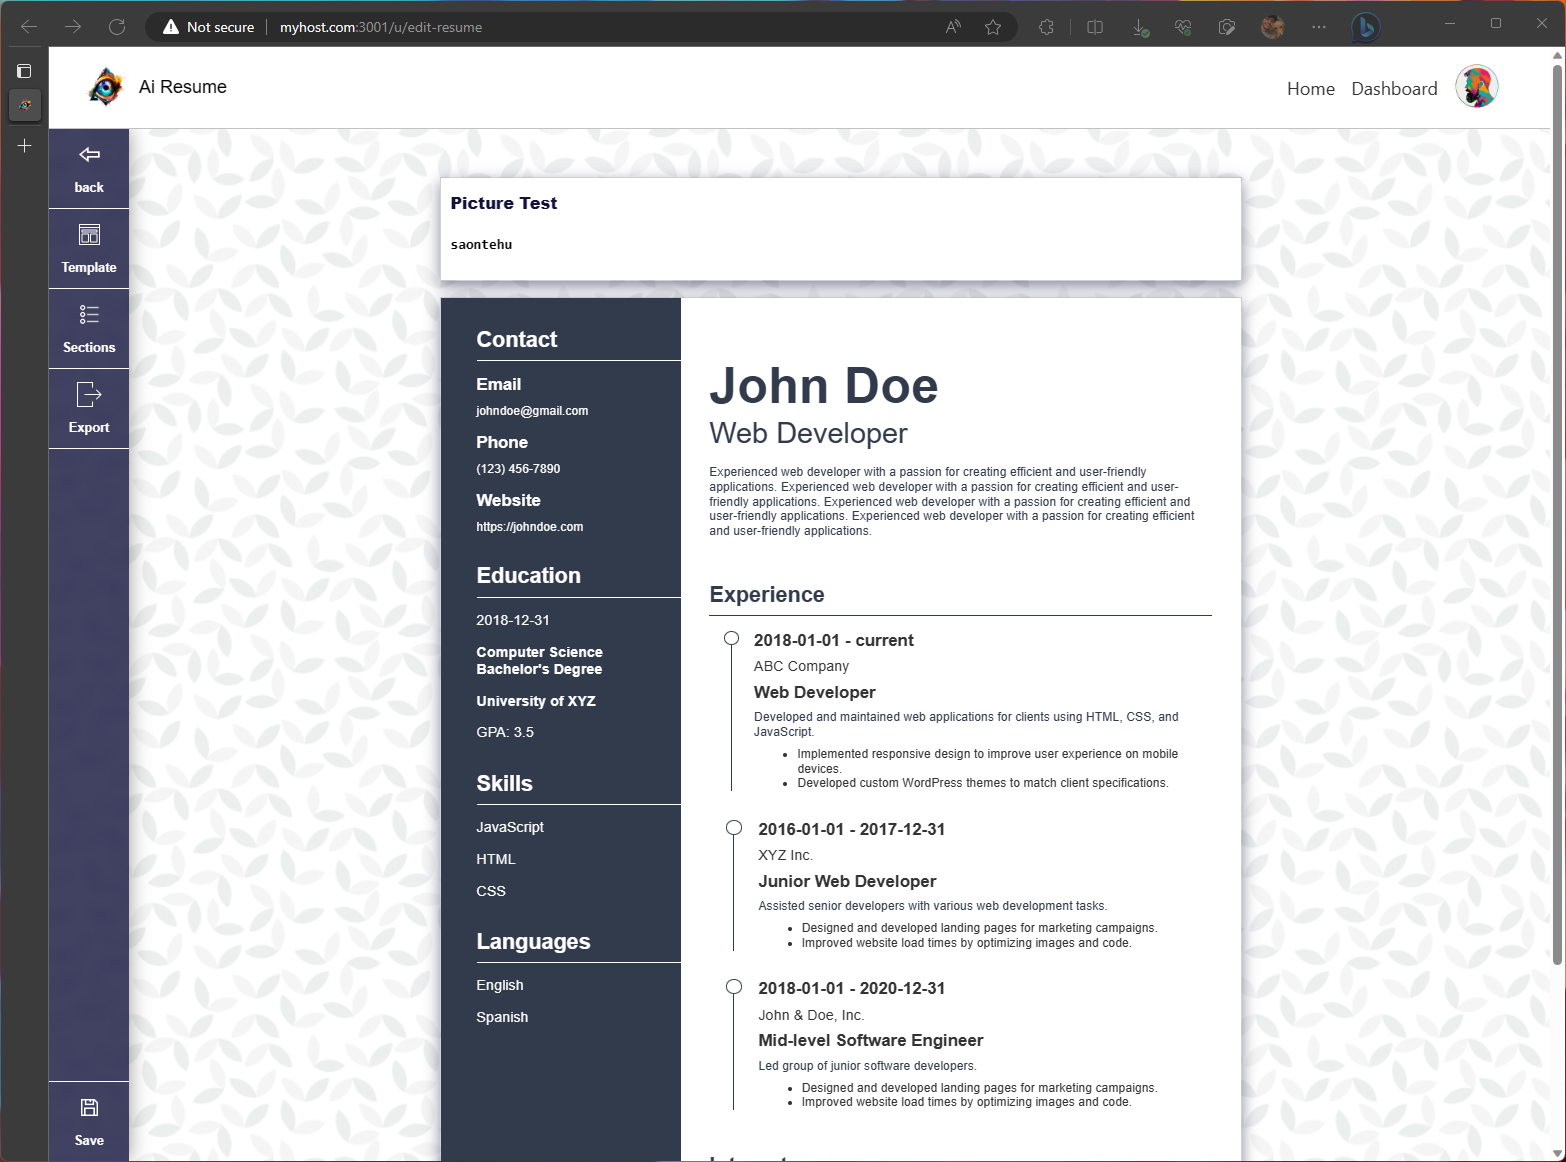 Not secure
myhost.com:3001/u/edit-resume
Ai Resume
Home
Dashboard
back
Template
Sections
Export
Save
Picture Test
saontehu
Contact
Email
johndoe@gmail.com
Phone
(123) 456-7890
Website
https://johndoe.com
Education
2018-12-31
Computer Science
Bachelor's Degree
University of XYZ
GPA: 3.5
Skills
JavaScript
HTML
CSS
Languages
English
Spanish
John Doe
Web Developer
Experienced web developer with a passion for creating efficient and user-friendly
applications. Experienced web developer with a passion for creating efficient and user-
friendly applications. Experienced web developer with a passion for creating efficient and
user-friendly applications. Experienced web developer with a passion for creating efficient
and user-friendly applications.
Experience
2018-01-01 - current
ABC Company
Web Developer
Developed and maintained web applications for clients using HTML, CSS, and
JavaScript.
• Implemented responsive design to improve user experience on mobile
devices.
• Developed custom WordPress themes to match client specifications.
2016-01-01 - 2017-12-31
XYZ Inc.
Junior Web Developer
Assisted senior developers with various web development tasks.
• Designed and developed landing pages for marketing campaigns.
• Improved website load times by optimizing images and code.
2018-01-01 - 2020-12-31
John & Doe, Inc.
Mid-level Software Engineer
Led group of junior software developers.
• Designed and developed landing pages for marketing campaigns.
• Improved website load times by optimizing images and code.